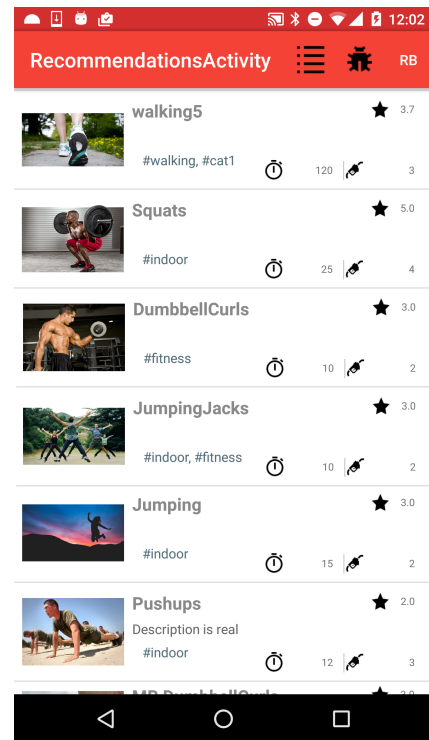 12:02
RecommendationsActivity RB
walking5 3.7
#walking, #cat1
120 3
Squats 5.0
#indoor
25 4
DumbbellCurls 3.0
#fitness
10 2
JumpingJacks 3.0
#indoor, #fitness
10 2
Jumping 3.0
#indoor
15 2
Pushups 2.0
Description is real
#indoor
12 3